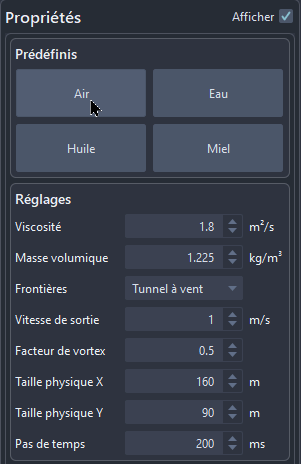 Propriétés Afficher
Prédéfinis
Air Eau
Huile Miel
Réglages
Viscosité 1.8 m²/s
Masse volumique 1.225 kg/m³
Frontières Tunnel à vent
Vitesse de sortie 1 m/s
Facteur de vortex 0.5
Taille physique X 160 m
Taille physique Y 90 m
Pas de temps 200 ms